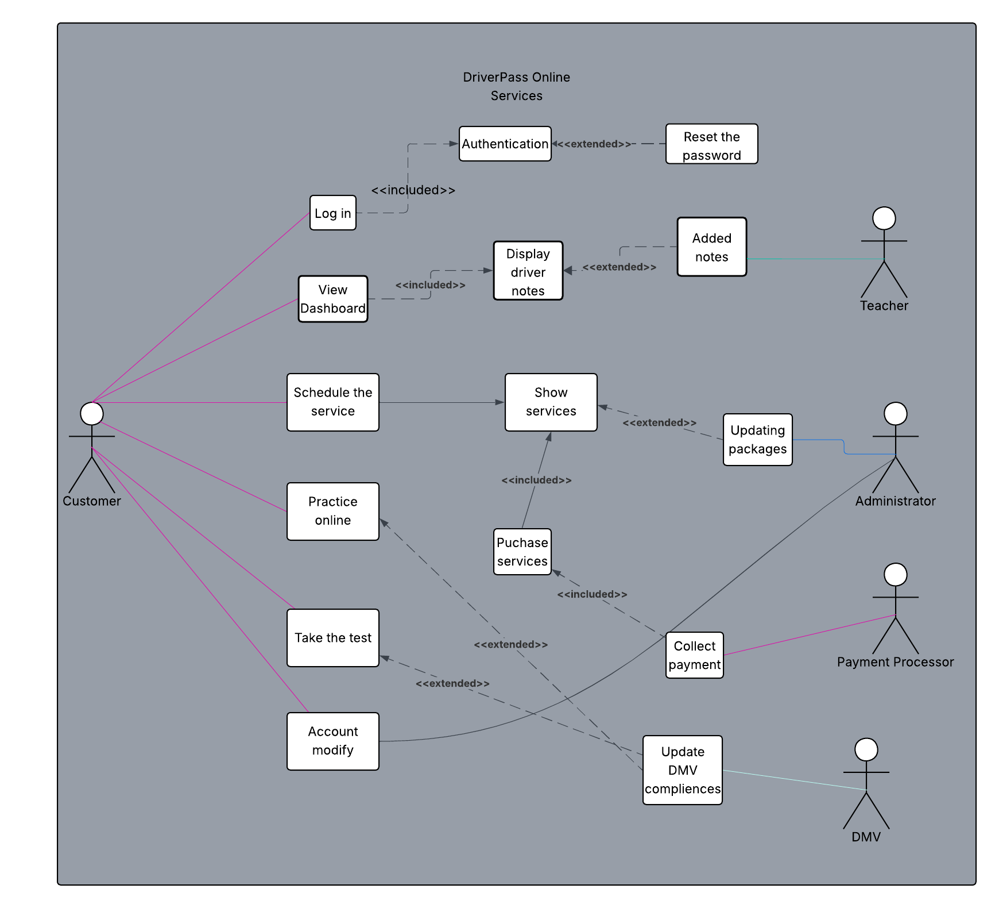 DriverPass Online
Services
Authentication
<<extended>>
Reset the
password
<<included>>
Log in
Added
notes
Display
driver
notes
<<extended>>
View
Dashboard
<<included>>
Teacher
Schedule the
service
Show
services
<<extended>>
Updating
packages
Customer
Administrator
Practice
online
<<included>>
Puchase
services
<<included>>
Take the test
<<extended>>
Collect
payment
Payment Processor
<<extended>>
Account
modify
Update
DMV
compliences
DMV